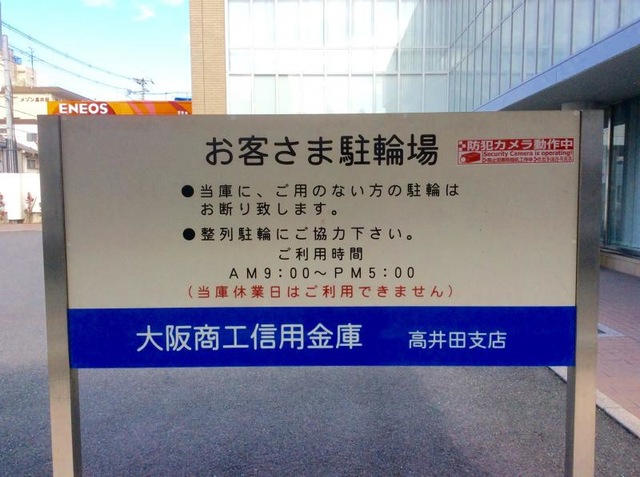 ENEOS
お客さま駐輪場
防犯カメラ動作中
Security Camera is operating!
●当庫に、ご用のない方の駐輪は
お断り致します。
●整列駐輪にご協力下さい。
ご利用時間
AM9:00～PM5:00
(当庫休業日はご利用できません)
大阪商工信用金庫 高井田支店